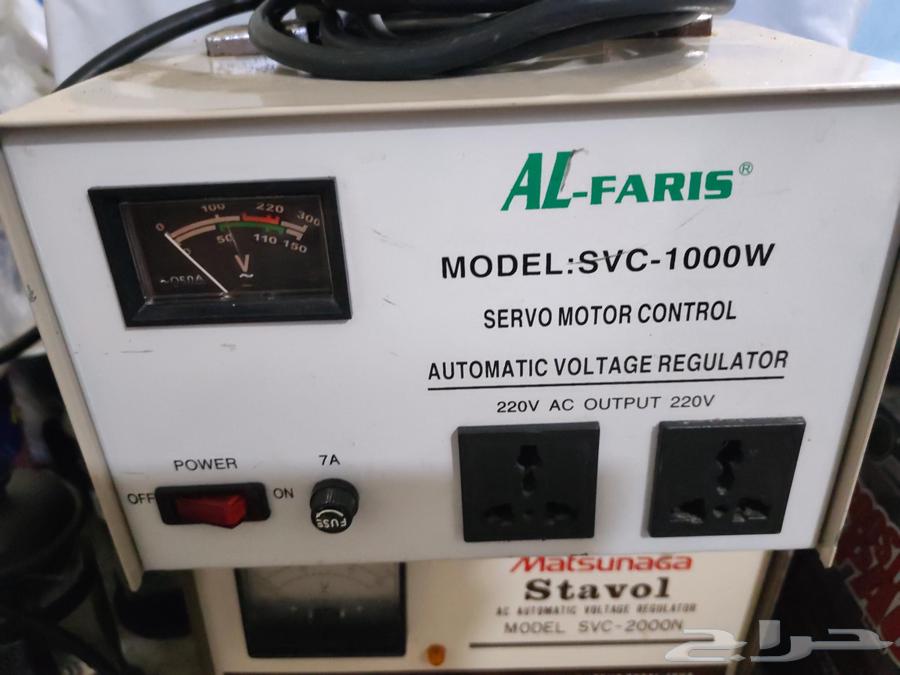 AL-FARIS®
0 100 220 300
50 110 150
V
~
MODEL:SVC-1000W
SERVO MOTOR CONTROL
AUTOMATIC VOLTAGE REGULATOR
220V AC OUTPUT 220V
POWER
7A
OFF
ON
FUSE
Matsunaga
Stavol
AC AUTOMATIC VOLTAGE REGULATOR
MODEL SVC-2000N
حراج